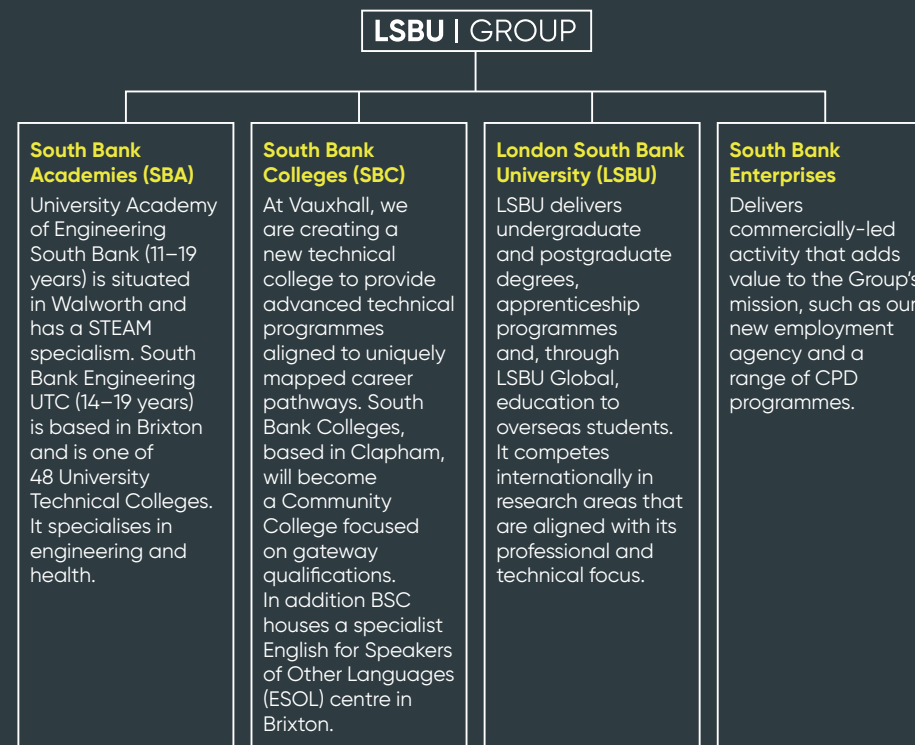 LSBU | GROUP
South Bank
Academies (SBA)
University Academy
of Engineering
South Bank (11–19
years) is situated
in Walworth and
has a STEAM
specialism. South
Bank Engineering
UTC (14–19 years)
is based in Brixton
and is one of
48 University
Technical Colleges.
It specialises in
engineering and
health.
South Bank
Colleges (SBC)
At Vauxhall, we
are creating a
new technical
college to provide
advanced technical
programmes
aligned to uniquely
mapped career
pathways. South
Bank Colleges,
based in Clapham,
will become
a Community
College focused
on gateway
qualifications.
In addition BSC
houses a specialist
English for Speakers
of Other Languages
(ESOL) centre in
Brixton.
London South Bank
University (LSBU)
LSBU delivers
undergraduate
and postgraduate
degrees,
apprenticeship
programmes
and, through
LSBU Global,
education to
overseas students.
It competes
internationally in
research areas that
are aligned with its
professional and
technical focus.
South Bank
Enterprises
Delivers
commercially-led
activity that adds
value to the Group's
mission, such as our
new employment
agency and a
range of CPD
programmes.